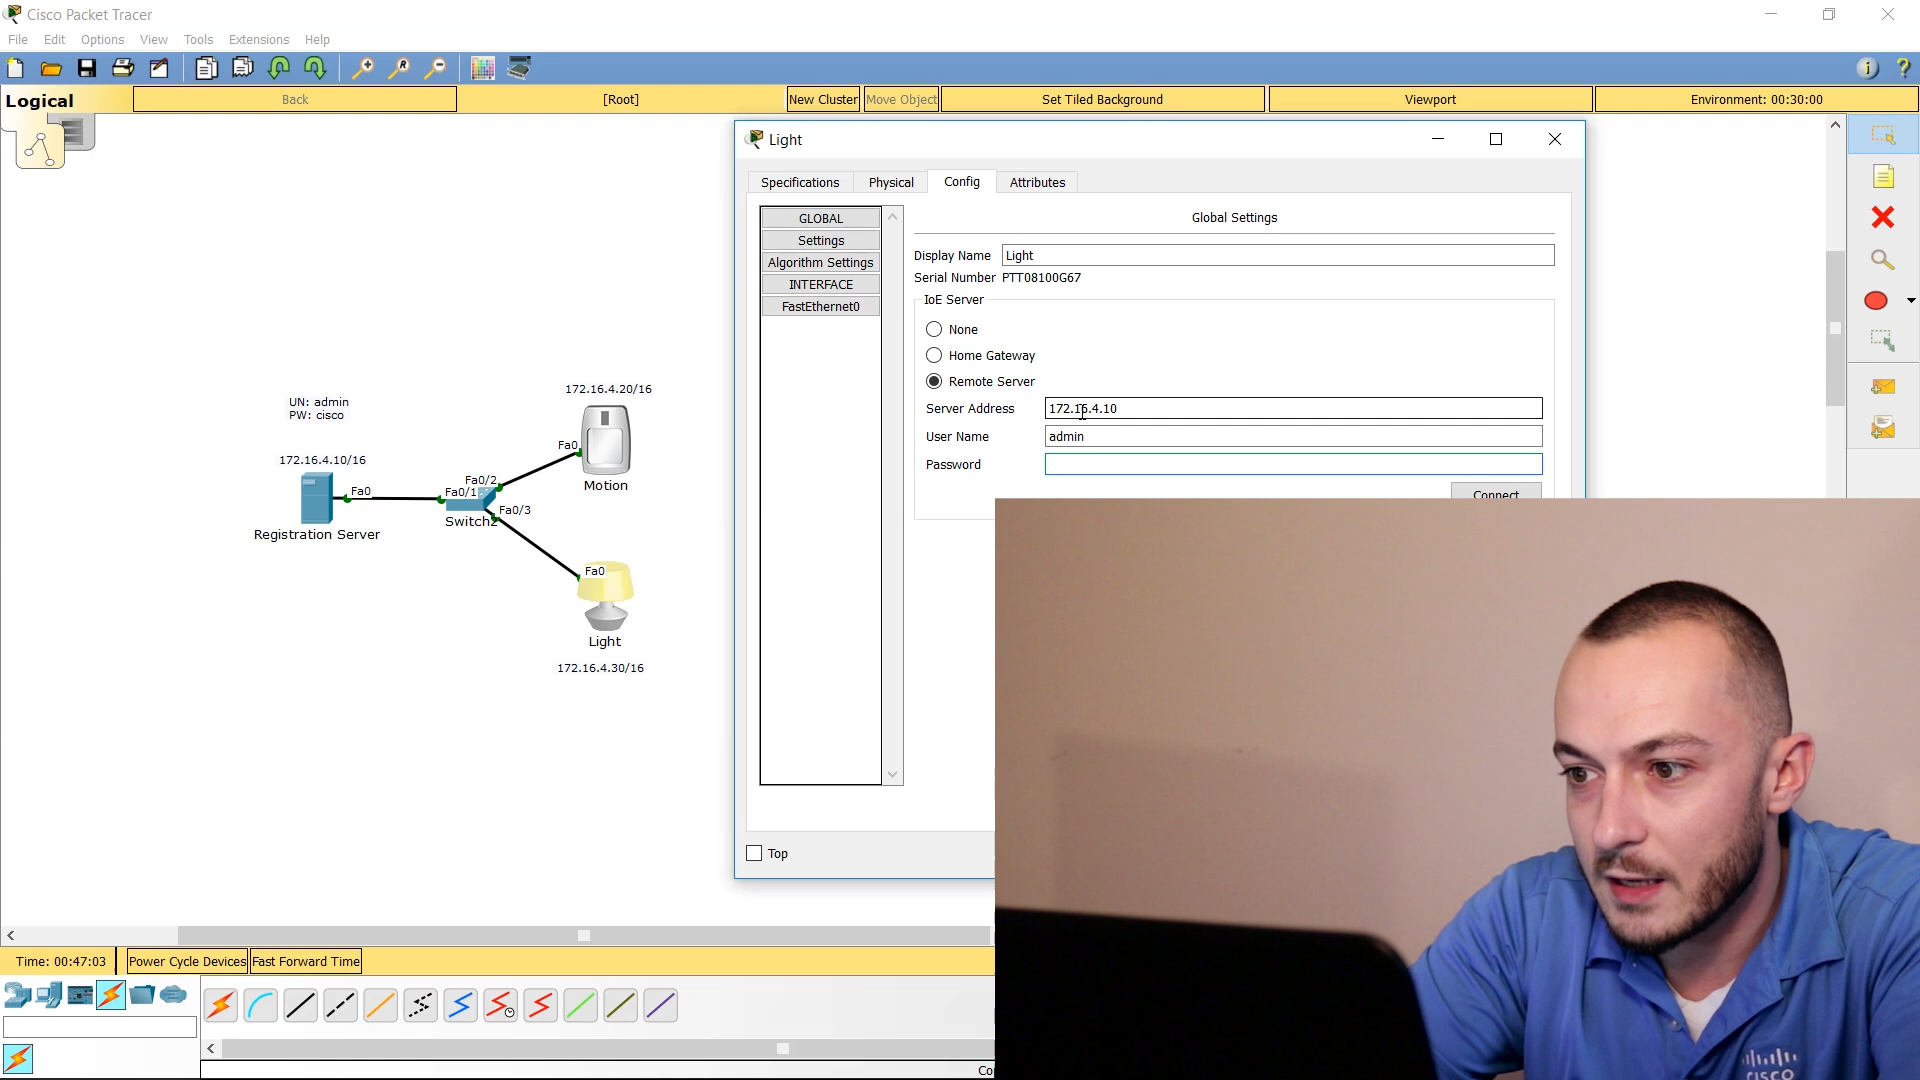 Cisco Packet Tracer
File Edit Options View Tools Extensions Help
Logical
Back
[Root]
New Cluster
Move Object
Set Tiled Background
Viewport
Environment: 00:30:00
UN: admin
PW: cisco
172.16.4.10/16
Fa0
Registration Server
Fa0/1
Fa0/2
Fa0/3
Switch2
172.16.4.20/16
Fa0
Motion
Fa0
Light
172.16.4.30/16
Light
Specifications Physical Config Attributes
GLOBAL
Settings
Algorithm Settings
INTERFACE
FastEthernet0
Global Settings
Display Name Light
Serial Number PTT08100G67
IoE Server
None
Home Gateway
Remote Server
Server Address 172.16.4.10
User Name admin
Password
Connect
Top
Time: 00:47:03
Power Cycle Devices
Fast Forward Time
CISCO